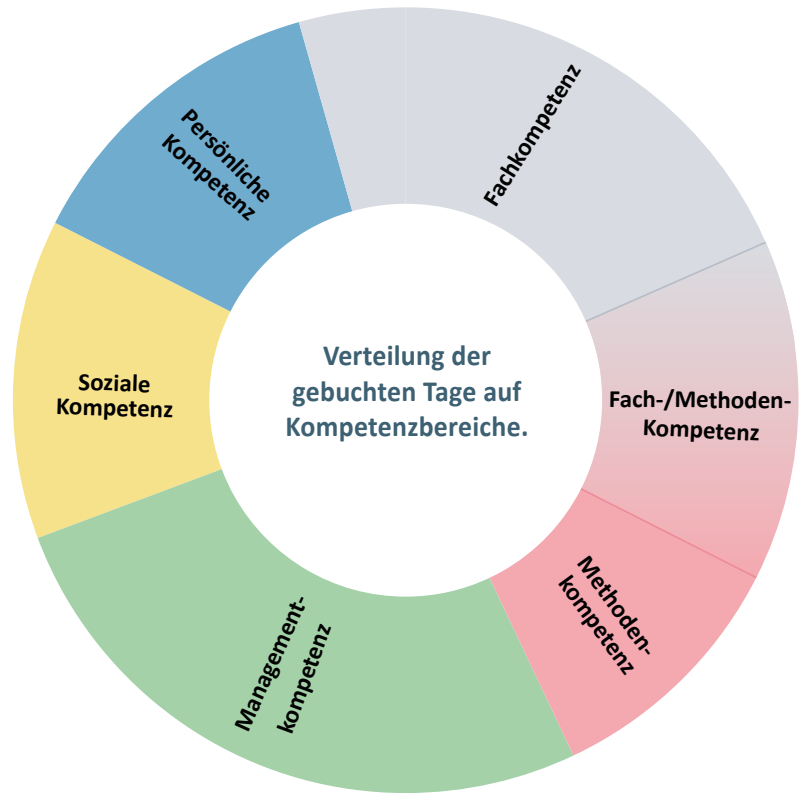 Fachkompetenz
Persönliche
Kompetenz
Verteilung der
gebuchten Tage auf
Kompetenzbereiche.
Soziale
Kompetenz
Fach-/Methoden-
Kompetenz
Methoden-
kompetenz
Management-
kompetenz